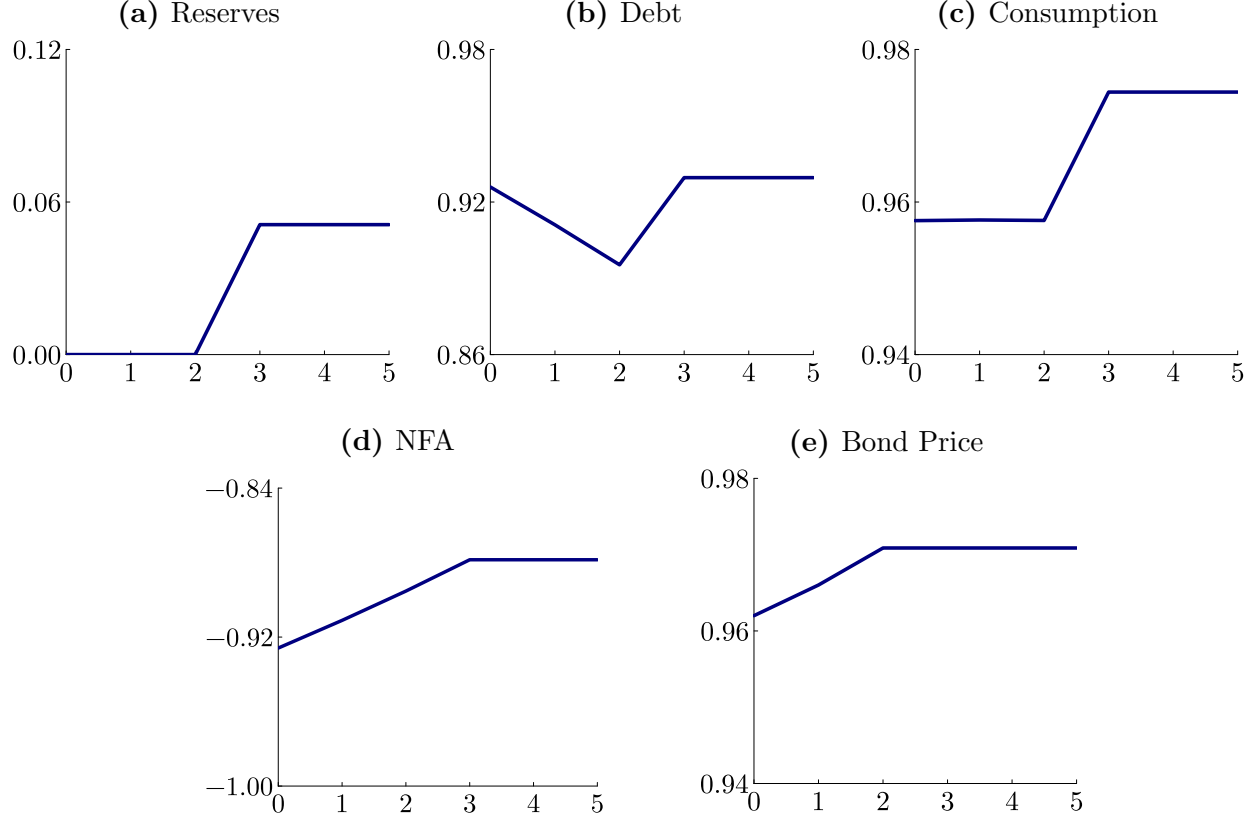 (a) Reserves
(b) Debt
(c) Consumption
0.12
0.06
0.00
0 1 2 3 4 5
0.98
0.92
0.86
0 1 2 3 4 5
0.98
0.96
0.94
0 1 2 3 4 5
(d) NFA
(e) Bond Price
−0.84
−0.92
−1.00
0 1 2 3 4 5
0.98
0.96
0.94
0 1 2 3 4 5